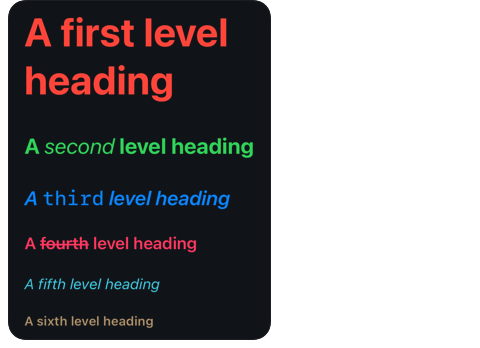 A first level
heading
A second level heading
A third level heading
A fourth level heading
A fifth level heading
A sixth level heading